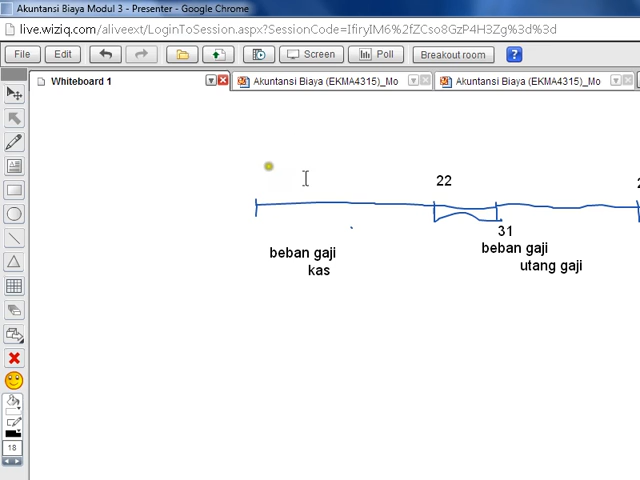 Akuntansi Biaya Modul 3 - Presenter - Google Chrome
live.wiziq.com/aliveext/LoginToSession.aspx?SessionCode=IfiryIM6%2fZCso8GzP4H3Zg%3d%3d
File Edit Screen Poll Breakout room ?
Whiteboard 1 Akuntansi Biaya (EKMA4315)_Mo Akuntansi Biaya (EKMA4315)_Mo
22 2
31
beban gaji beban gaji
kas utang gaji
18